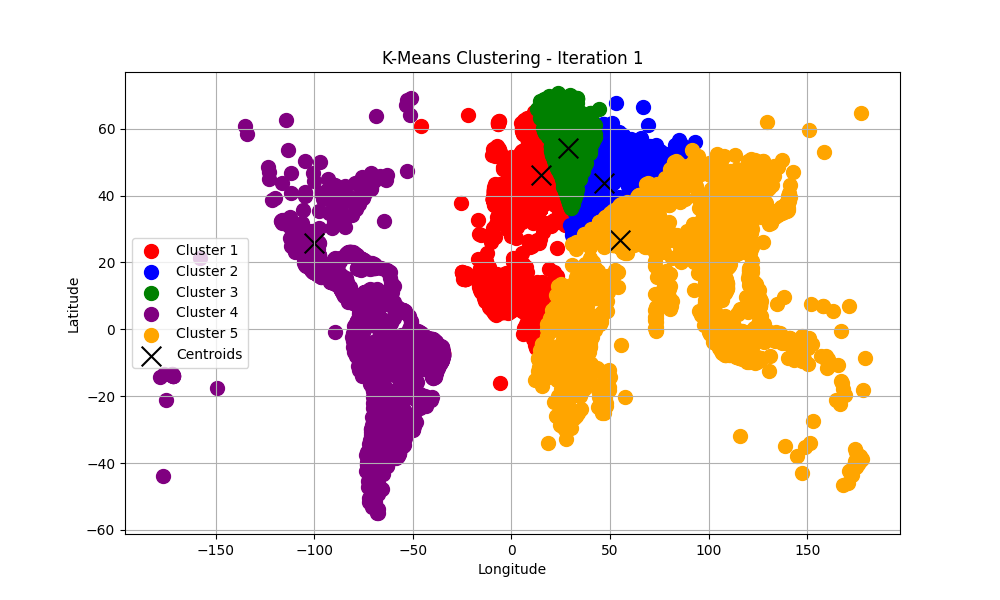 K-Means Clustering - Iteration 1
60
40
20
0
−20
−40
−60
Latitude
Cluster 1
Cluster 2
Cluster 3
Cluster 4
Cluster 5
Centroids
−150 −100 −50 0 50 100 150
Longitude